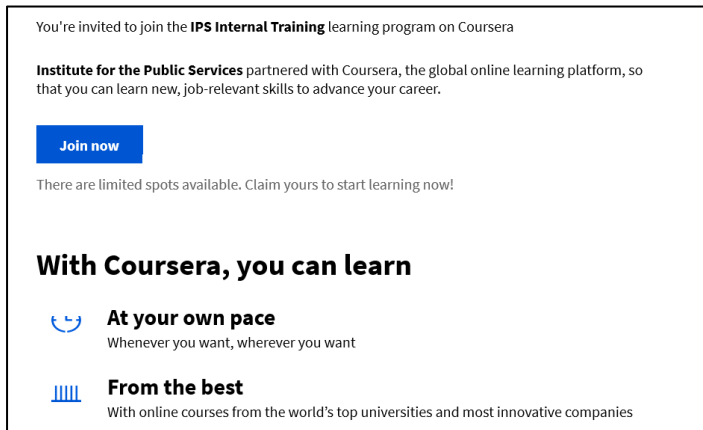 You're invited to join the IPS Internal Training learning program on Coursera
Institute for the Public Services partnered with Coursera, the global online learning platform, so
that you can learn new, job-relevant skills to advance your career.
Join now
There are limited spots available. Claim yours to start learning now!
With Coursera, you can learn
At your own pace
Whenever you want, wherever you want
From the best
With online courses from the world’s top universities and most innovative companies